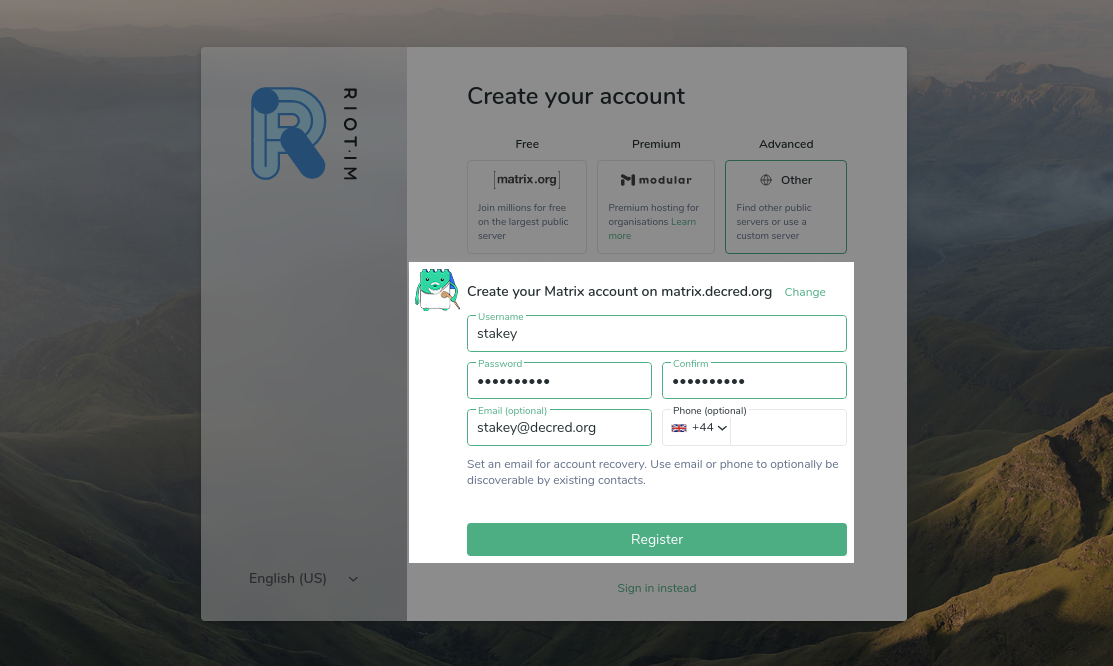 RIOT·IM
Create your account
Free
Premium
Advanced
[matrix.org]
modular
Other
Join millions for free
on the largest public
server
Premium hosting for
organisations Learn
more
Find other public
servers or use a
custom server
Create your Matrix account on matrix.decred.org Change
Username
stakey
Password
••••••••••
Confirm
••••••••••
Email (optional)
stakey@decred.org
Phone (optional)
+44
Set an email for account recovery. Use email or phone to optionally be
discoverable by existing contacts.
Register
English (US)
Sign in instead